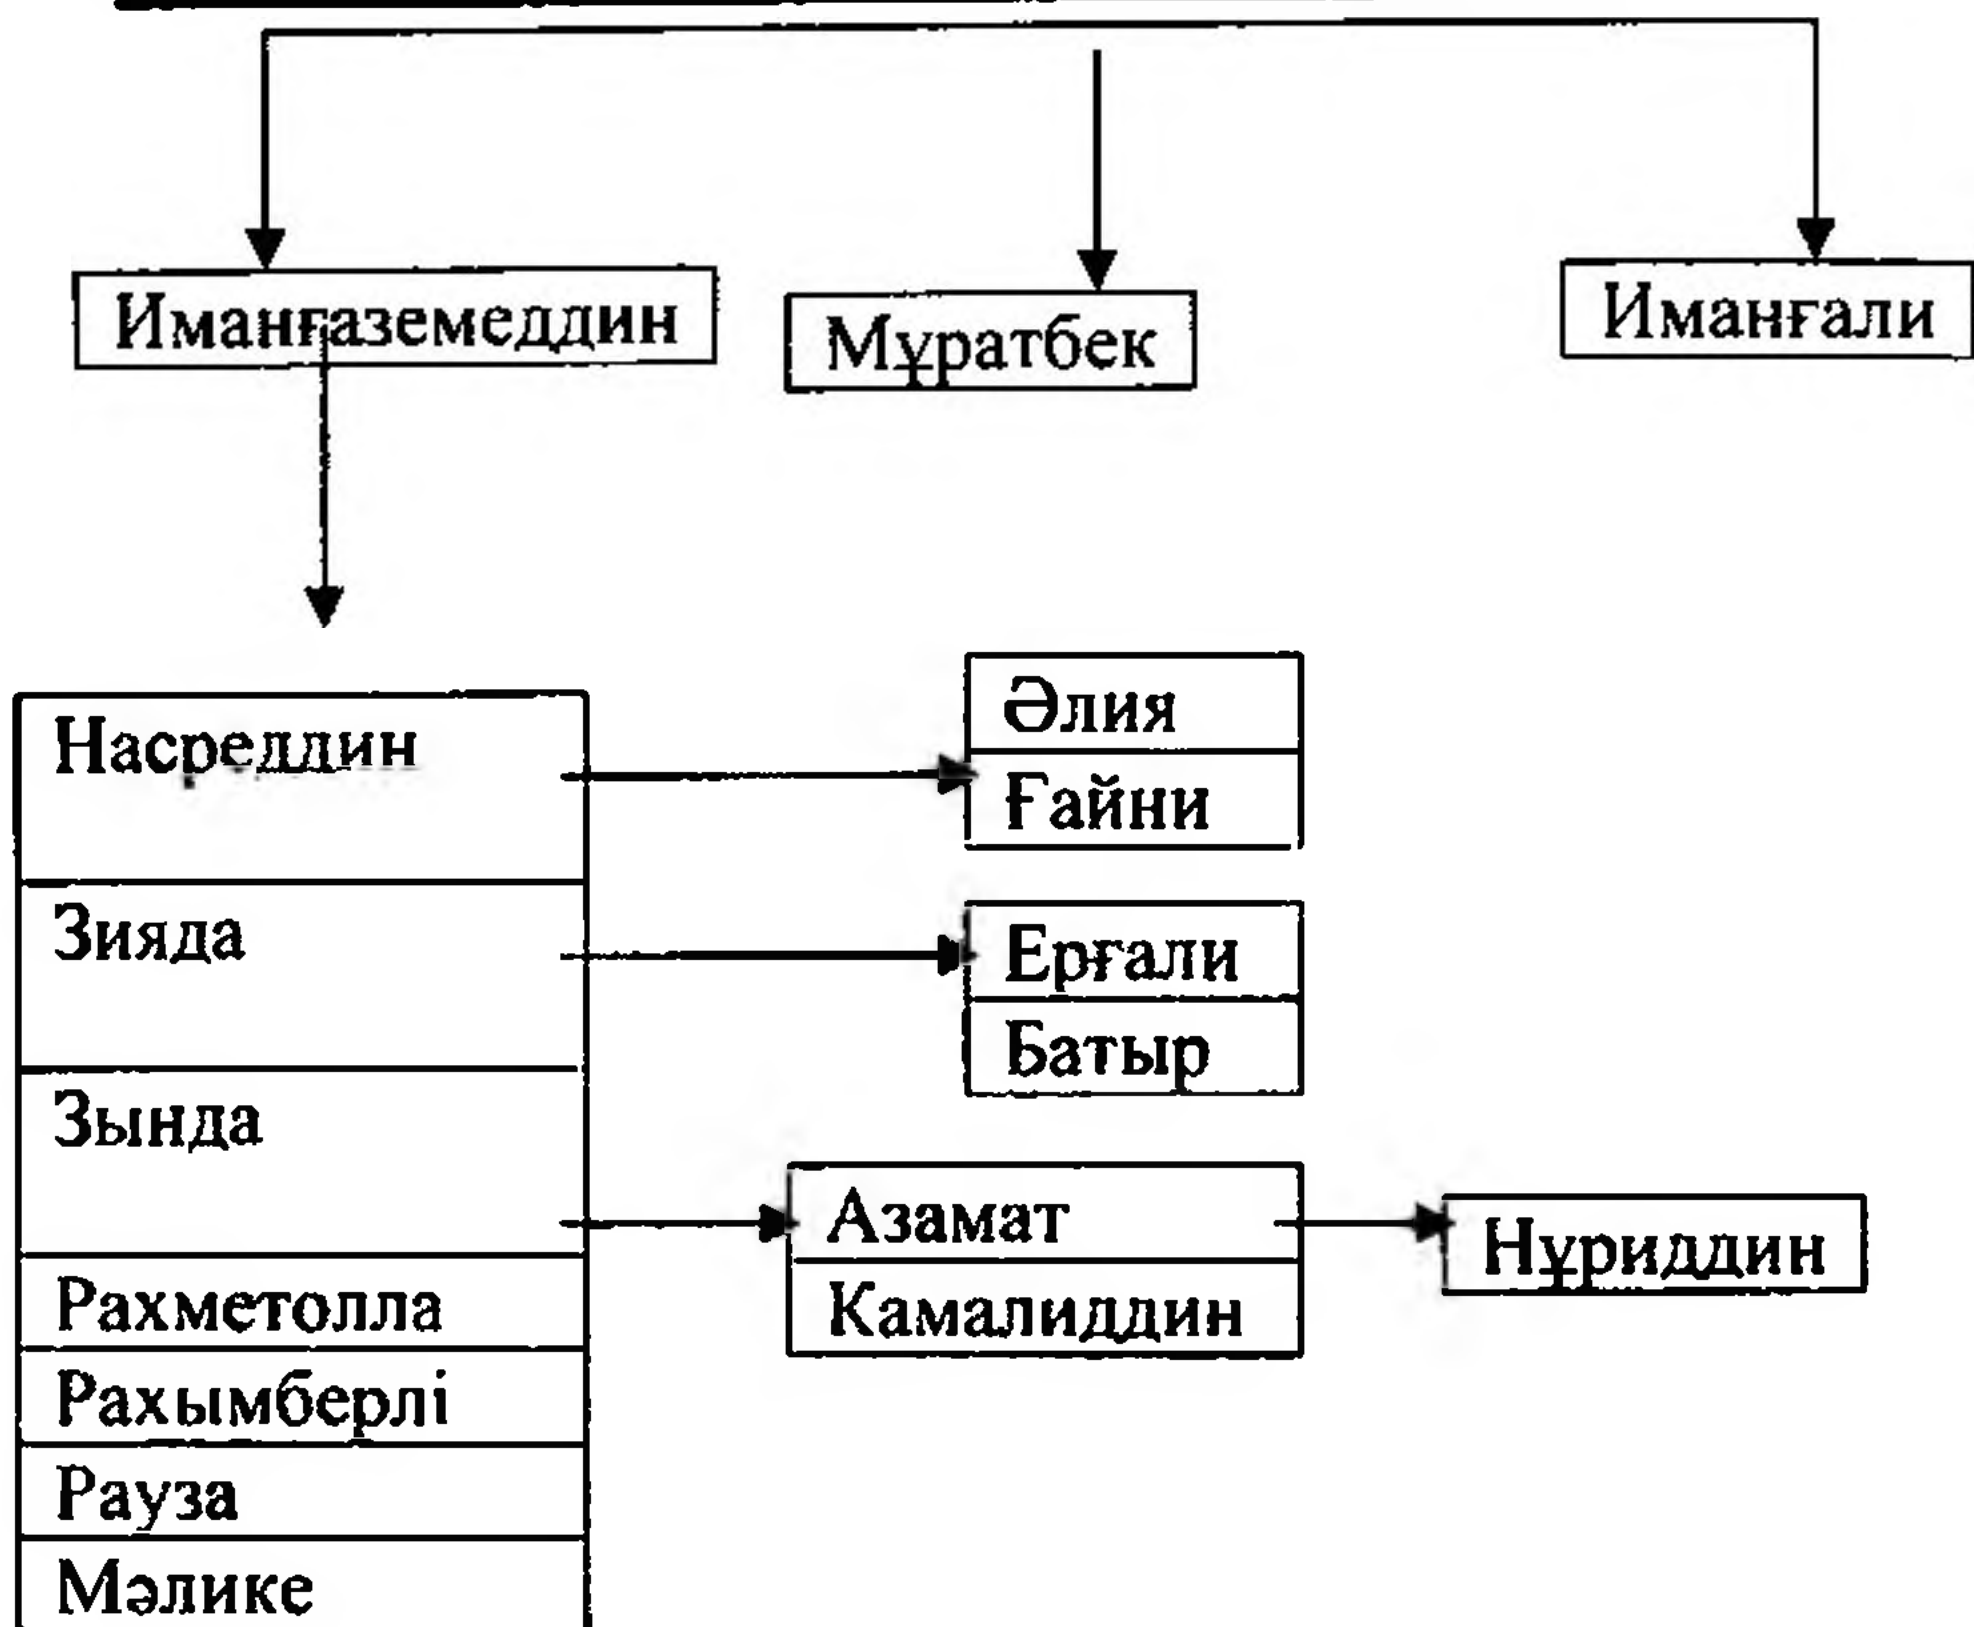 Иманғаземеддин
Мұратбек
Иманғали
Насреддин
Әлия
Ғайни
Зияда
Ерғали
Батыр
Зында
Азамат
Камалиддин
Нұриддин
Рахметолла
Рахымберлі
Рауза
Мәлике